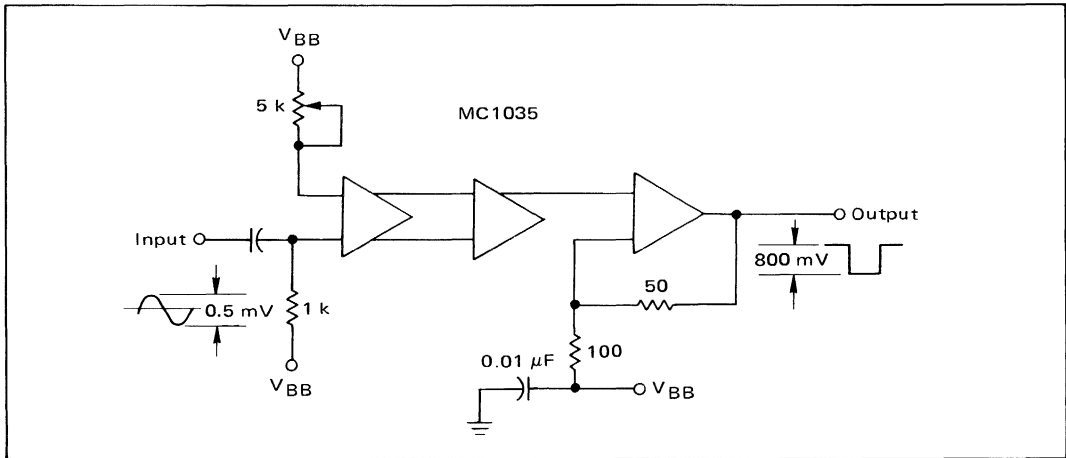 VBB
5 k
MC1035
Input
Output
800 mV
0.5 mV
1 k
50
100
0.01 μF
VBB
VBB